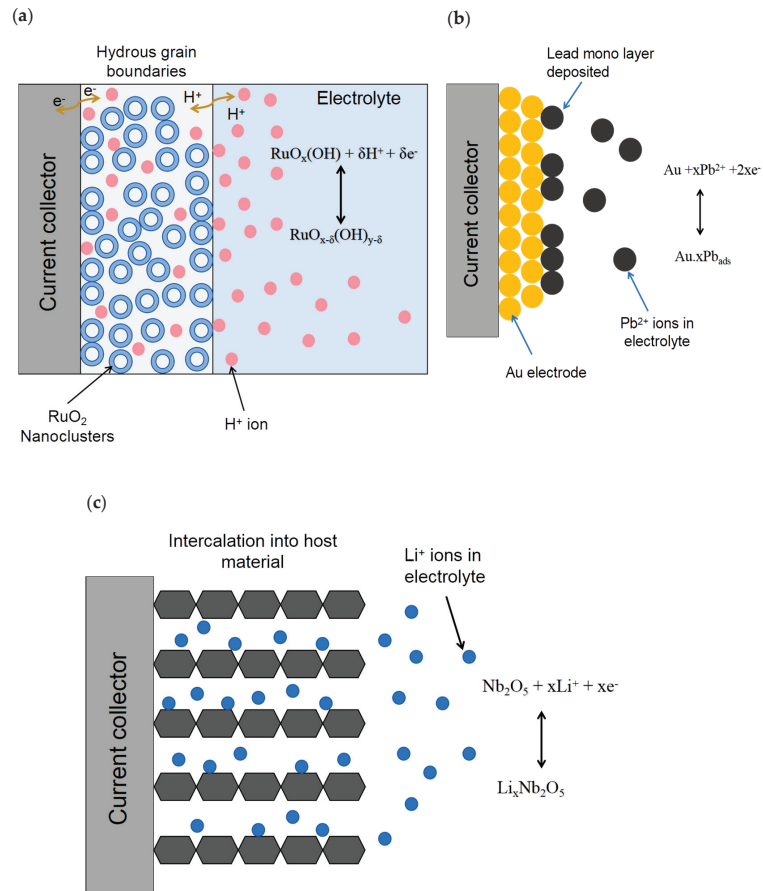 (a)
Hydrous grain
boundaries
e⁻
e⁻
H⁺
H⁺
Electrolyte
Current collector
RuOₓ(OH) + δH⁺ + δe⁻
RuOₓ₋δ(OH)y₋δ
RuO₂
Nanoclusters
H⁺ ion
(b)
Lead mono layer
deposited
Current collector
Au +xPb²⁺ +2xe⁻
Au.xPbₐds
Pb²⁺ ions in
electrolyte
Au electrode
(c)
Intercalation into host
material
Li⁺ ions in
electrolyte
Current collector
Nb₂O₅ + xLi⁺ + xe⁻
LiₓNb₂O₅